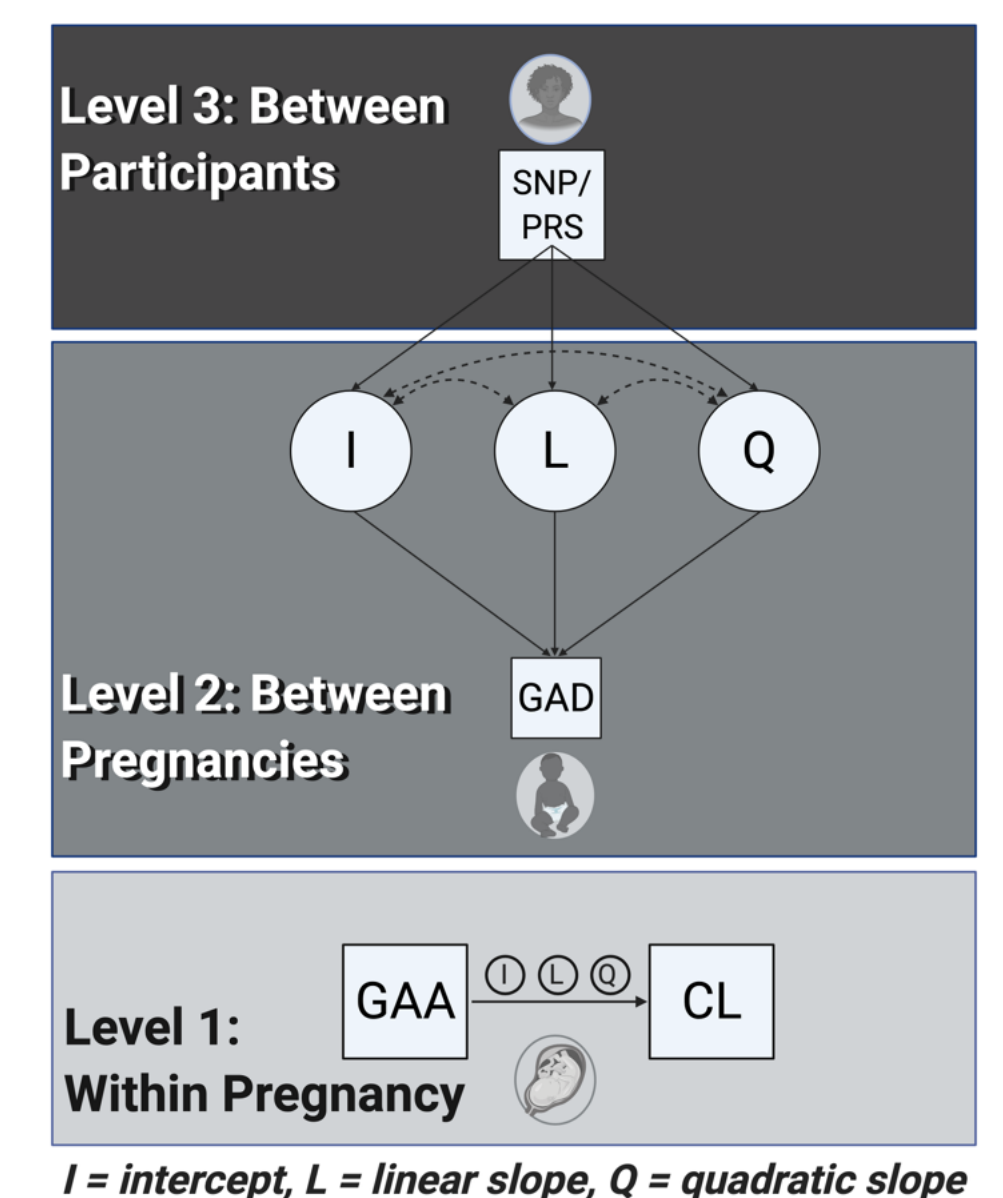 Level 3: Between
Participants
SNP/
PRS
I
L
Q
GAD
Level 2: Between
Pregnancies
GAA
I
L
Q
CL
Level 1:
Within Pregnancy
I = intercept, L = linear slope, Q = quadratic slope